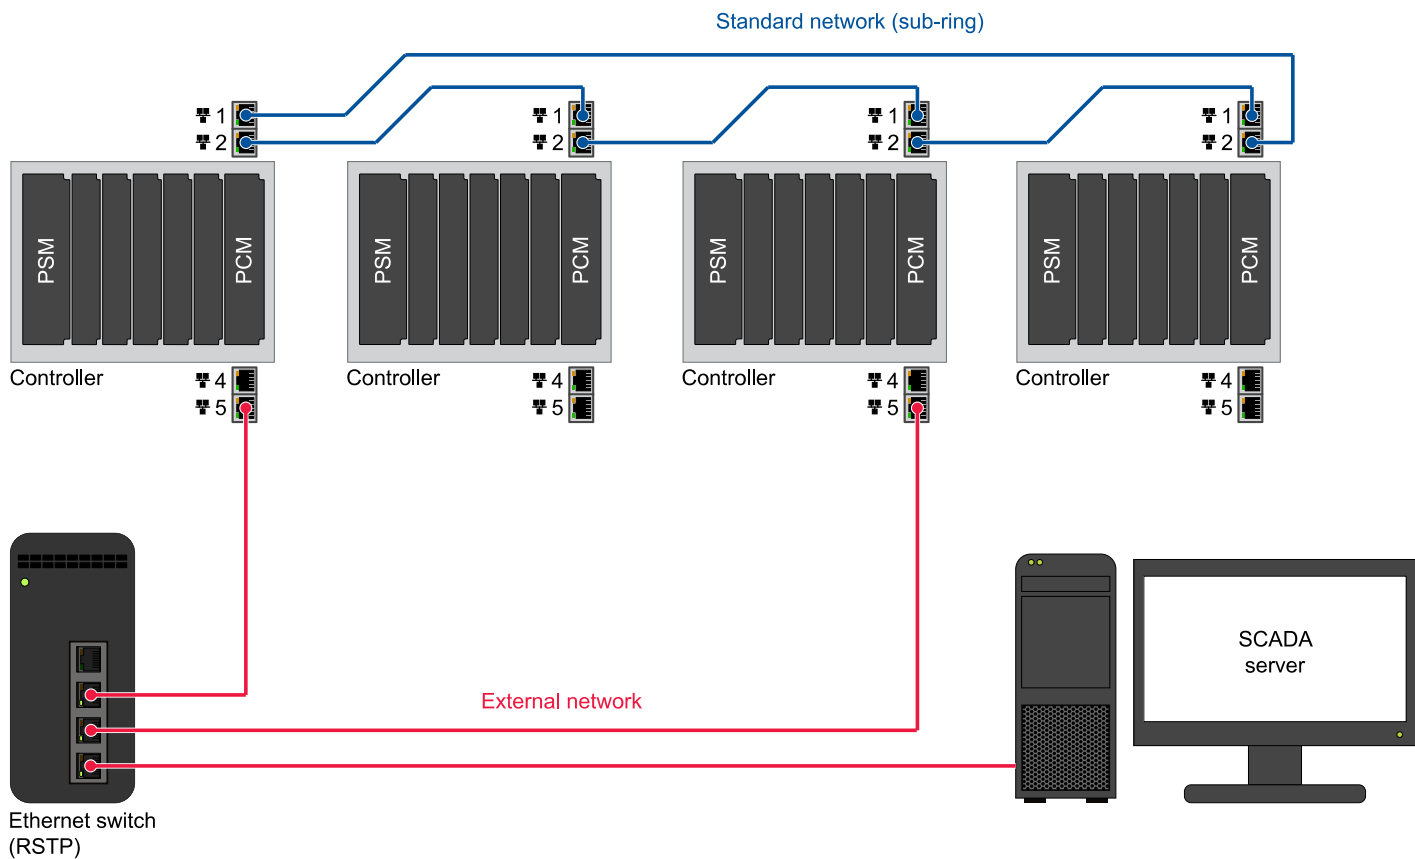 Standard network (sub-ring)
1
1
1
1
2
2
2
2
PSM
PCM
PSM
PCM
PSM
PCM
PSM
PCM
Controller
4
Controller
4
Controller
4
Controller
4
5
5
5
5
SCADA
server
External network
Ethernet switch
(RSTP)